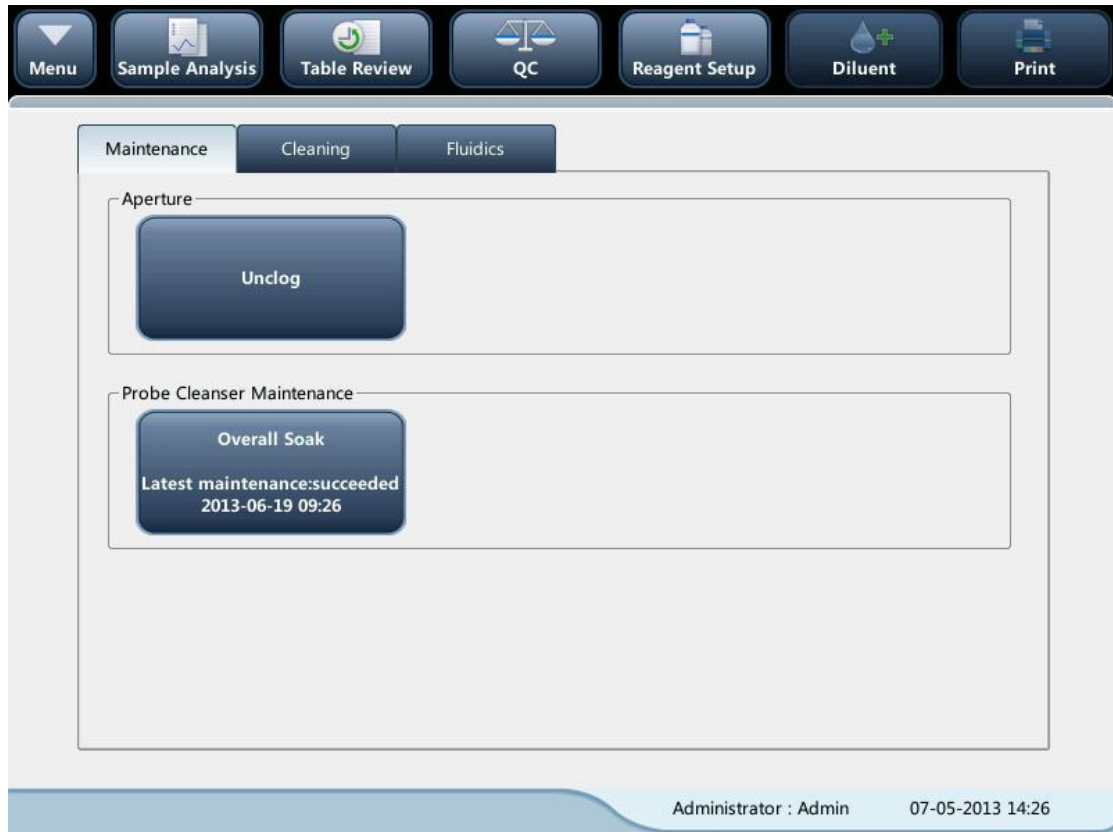 Menu
Sample Analysis
Table Review
QC
Reagent Setup
Diluent
Print
Maintenance
Cleaning
Fluidics
Aperture
Unclog
Probe Cleanser Maintenance
Overall Soak
Latest maintenance:succeeded
2013-06-19 09:26
Administrator : Admin
07-05-2013 14:26